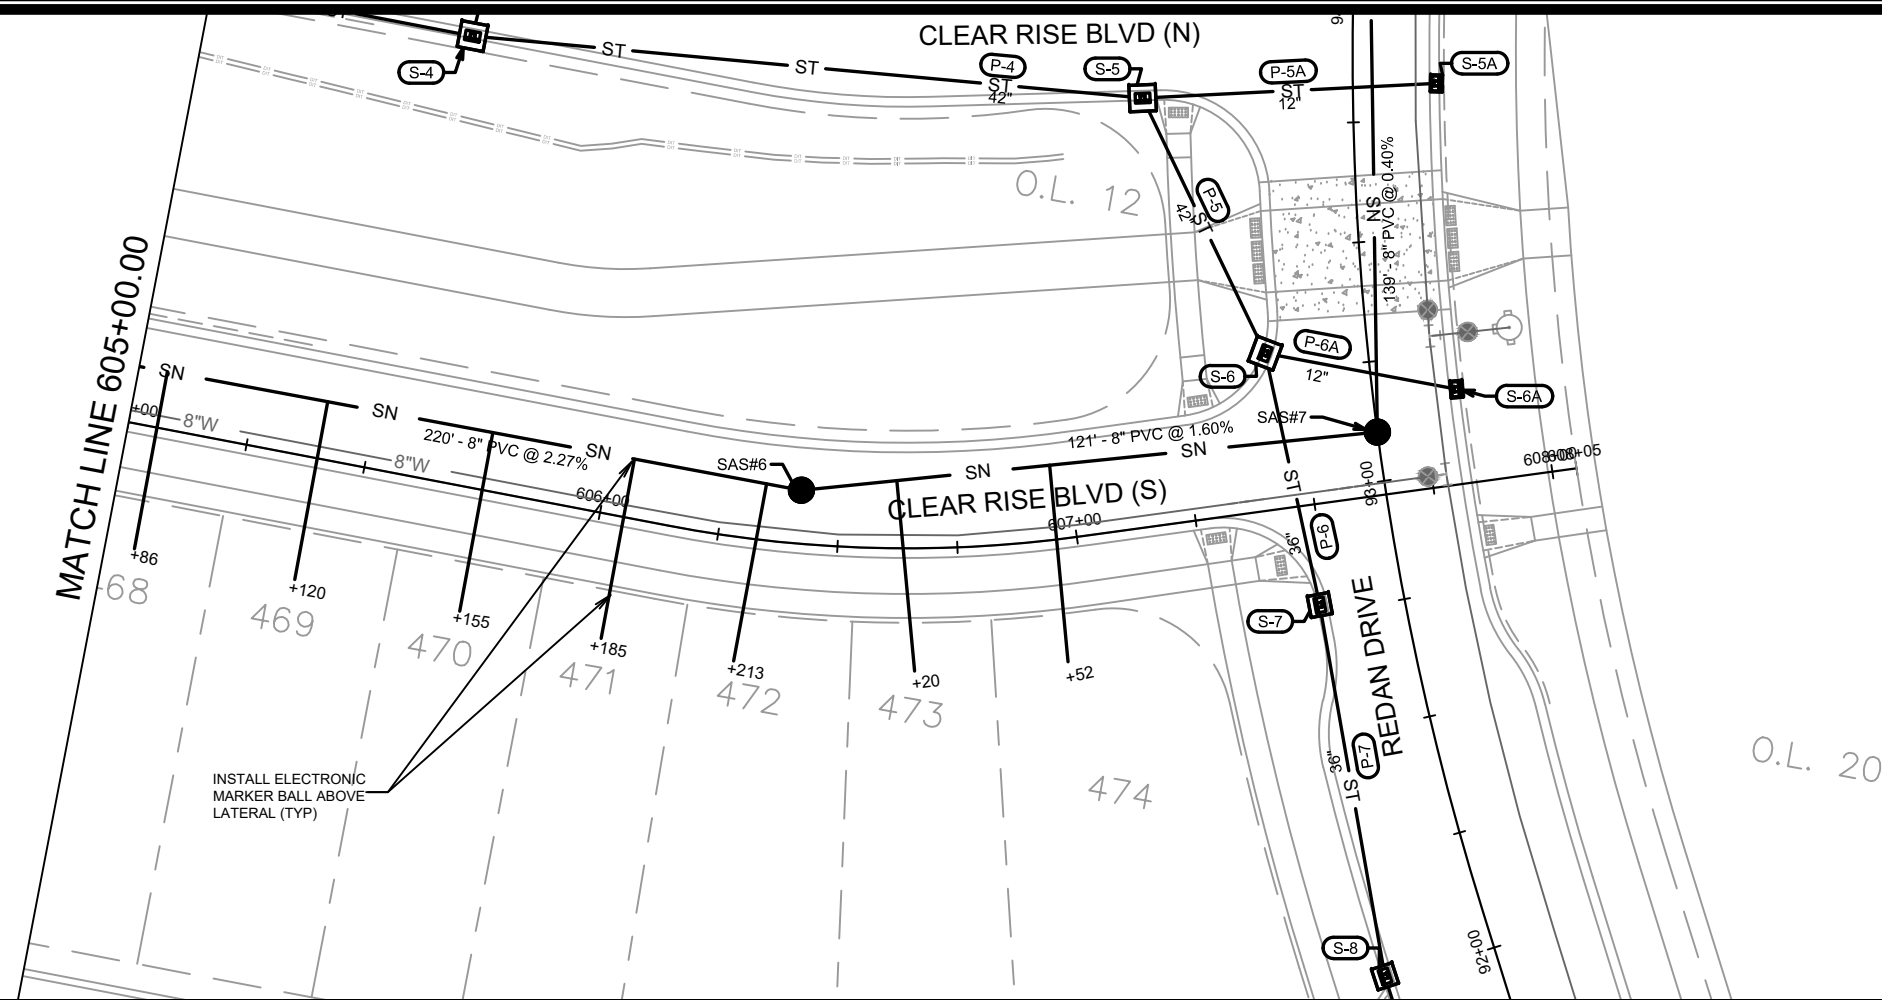 CLEAR RISE BLVD (N)
ST
ST
ST
P-4
42"
S-4
S-5
P-5A
ST
12"
S-5A
O.L. 12
P-5
42"
ST
139' - 8" PVC @ 0.40%
SN
MATCH LINE 605+00.00
SN
+00
8"W
SN
220' - 8" PVC @ 2.27%
SN
8"W
606+00
SAS#6
SN
CLEAR RISE BLVD (S)
607+00
121' - 8" PVC @ 1.60%
SN
SAS#7
S-6
P-6A
12"
S-6A
ST
93+00
608+00
608+05
36"
P-6
S-7
REDAN DRIVE
+86
+120
+155
+185
+213
+20
+52
68
469
470
471
472
473
474
INSTALL ELECTRONIC
MARKER BALL ABOVE
LATERAL (TYP)
36"
P-7
ST
S-8
92+00
O.L. 20